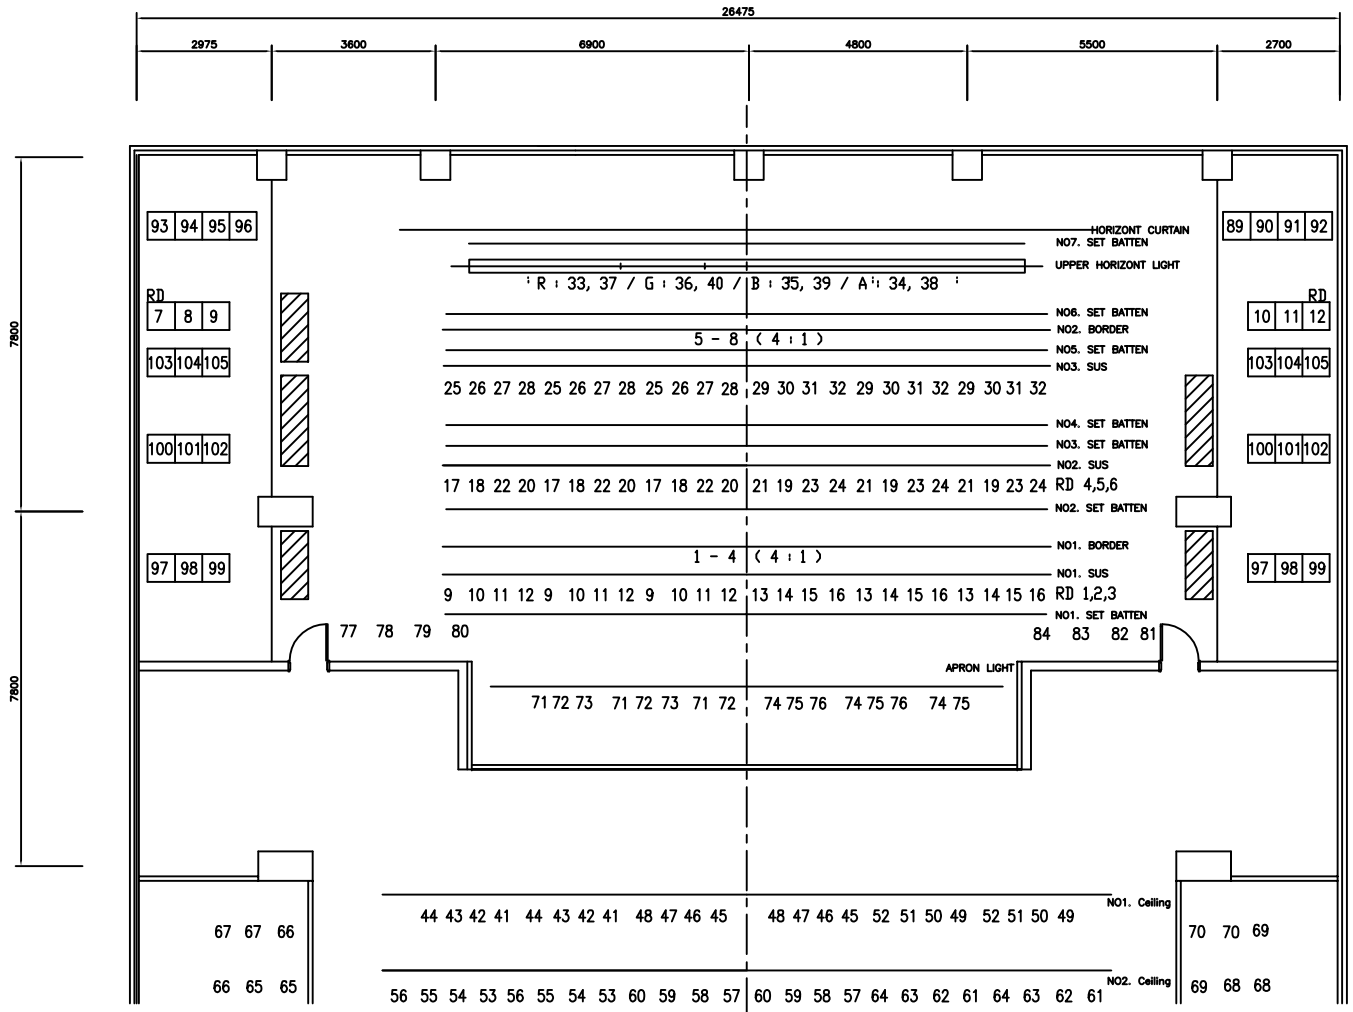 26475
2975 3600 6900 4800 5500 2700
7800
7800
93 94 95 96
89 90 91 92
HORIZONT CURTAIN
NO7. SET BATTEN
UPPER HORIZONT LIGHT
R : 33, 37 / G : 36, 40 / B : 35, 39 / A : 34, 38
RD
7 8 9
RD
10 11 12
NO6. SET BATTEN
NO2. BORDER
5 - 8 ( 4 : 1 )
NO5. SET BATTEN
103 104 105
103 104 105
NO3. SUS
25 26 27 28 25 26 27 28 25 26 27 28 29 30 31 32 29 30 31 32 29 30 31 32
NO4. SET BATTEN
100 101 102
100 101 102
NO3. SET BATTEN
NO2. SUS
17 18 22 20 17 18 22 20 17 18 22 20 21 19 23 24 21 19 23 24 21 19 23 24 RD 4,5,6
NO2. SET BATTEN
NO1. BORDER
1 - 4 ( 4 : 1 )
97 98 99
97 98 99
NO1. SUS
9 10 11 12 9 10 11 12 9 10 11 12 13 14 15 16 13 14 15 16 13 14 15 16 RD 1,2,3
NO1. SET BATTEN
77 78 79 80
84 83 82 81
APRON LIGHT
71 72 73 71 72 73 71 72 74 75 76 74 75 76 74 75
NO1. Ceiling
44 43 42 41 44 43 42 41 48 47 46 45 48 47 46 45 52 51 50 49 52 51 50 49
67 67 66
70 70 69
NO2. Ceiling
66 65 65
69 68 68
56 55 54 53 56 55 54 53 60 59 58 57 60 59 58 57 64 63 62 61 64 63 62 61